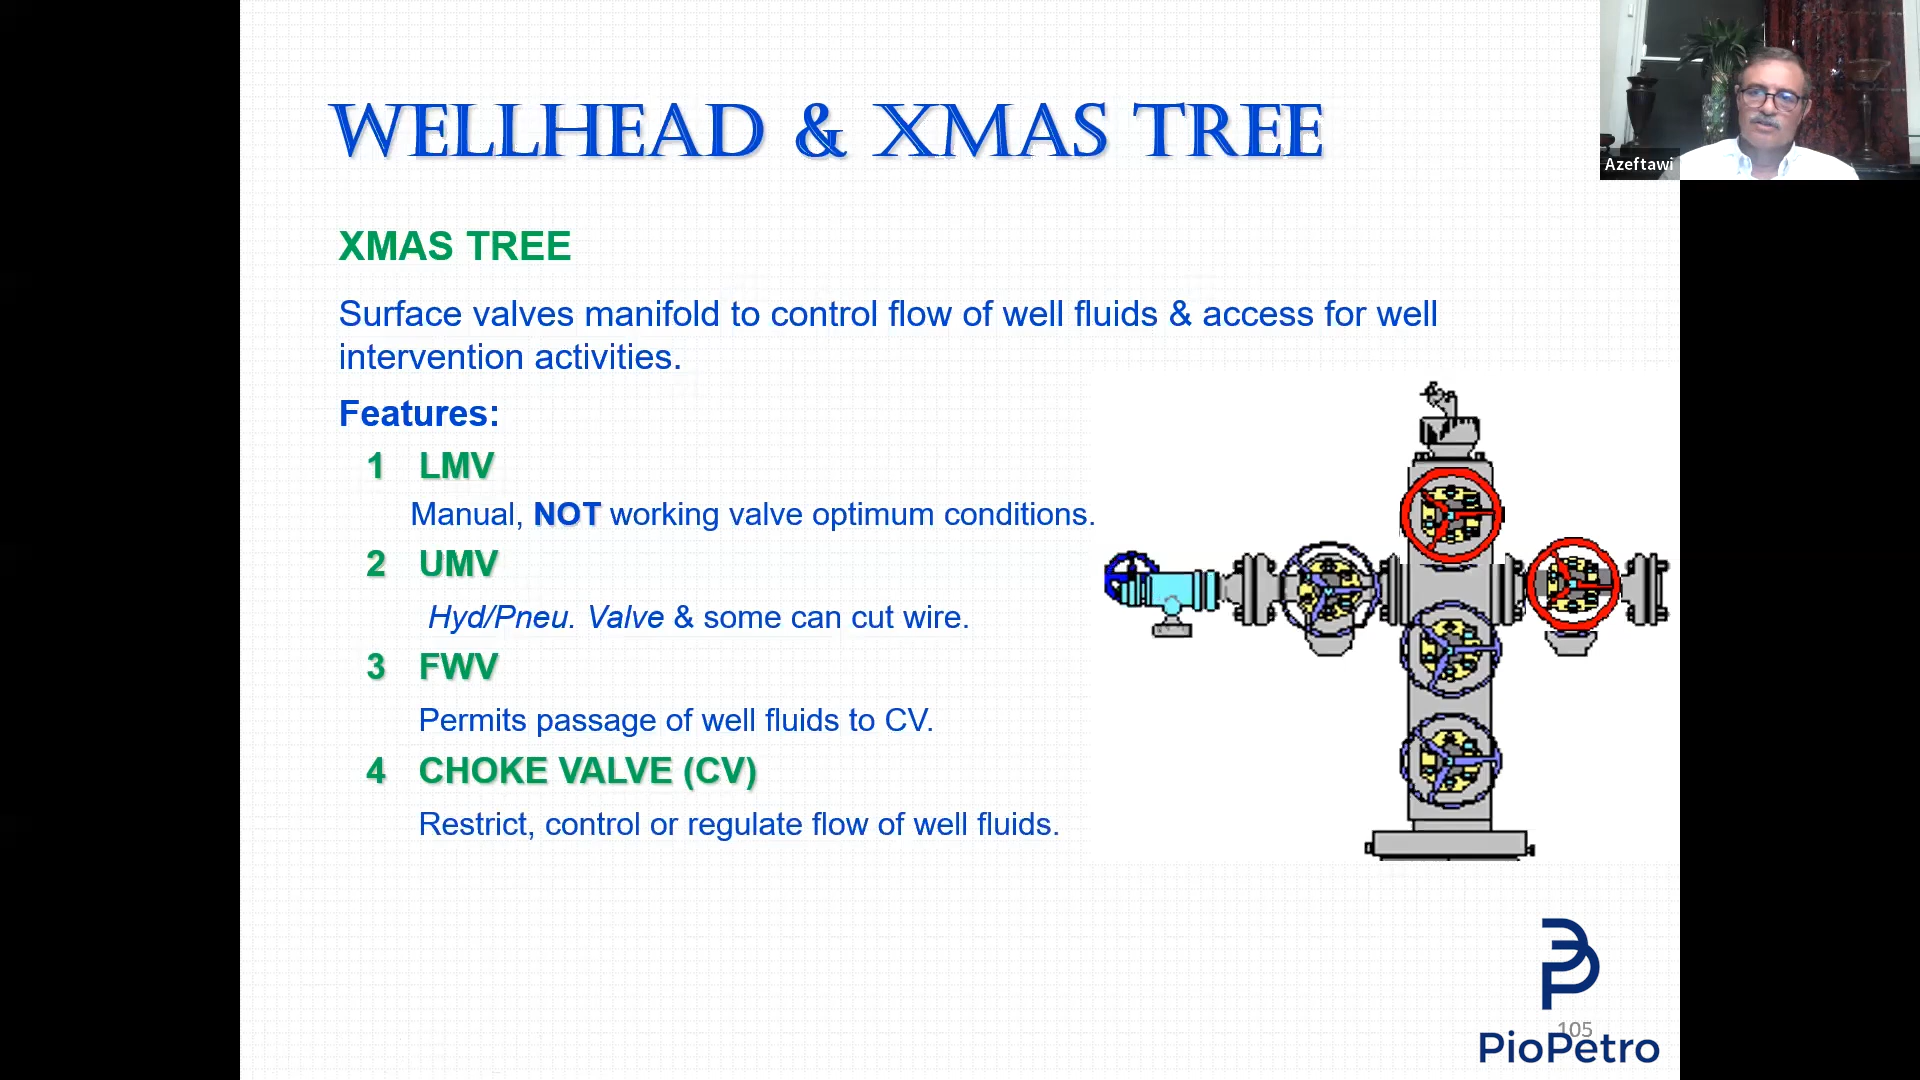 WELLHEAD & XMAS TREE
Azeftawi
XMAS TREE
Surface valves manifold to control flow of well fluids & access for well
intervention activities.
Features:
1 LMV
Manual, NOT working valve optimum conditions.
2 UMV
Hyd/Pneu. Valve & some can cut wire.
3 FWV
Permits passage of well fluids to CV.
4 CHOKE VALVE (CV)
Restrict, control or regulate flow of well fluids.
105
PioPetro